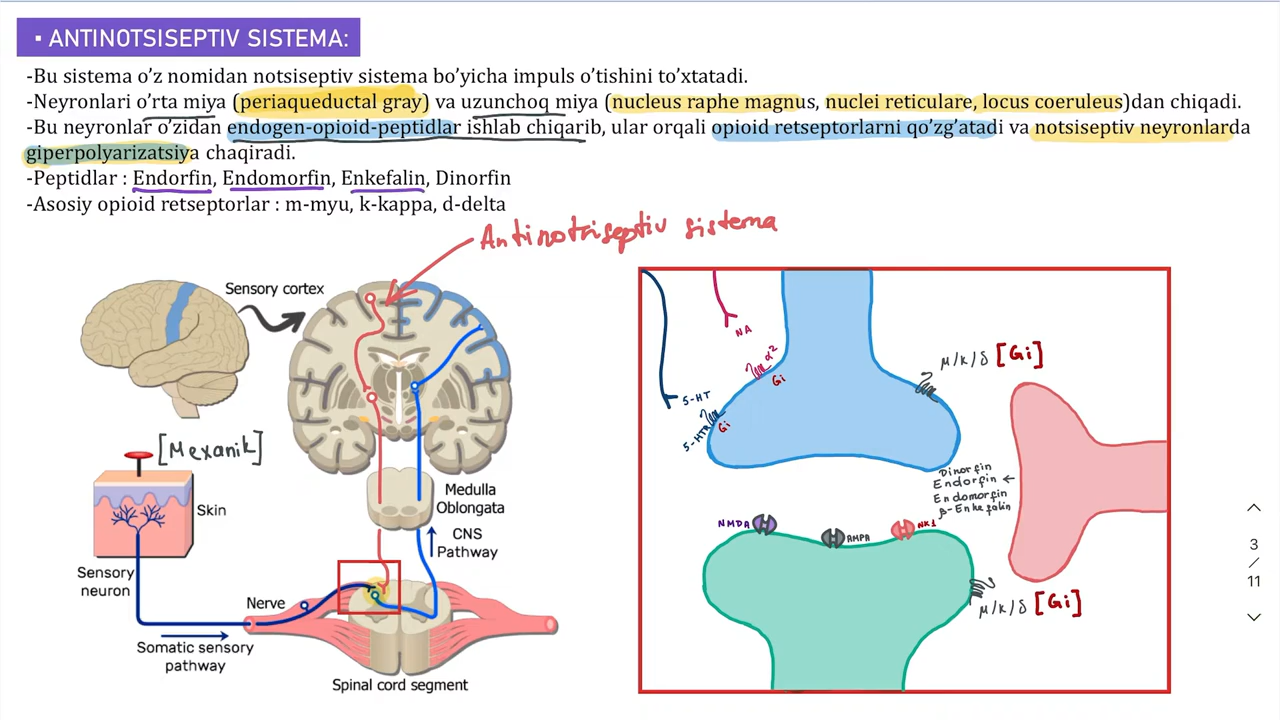 ▪ ANTINOTSISEPTIV SISTEMA:
-Bu sistema o’z nomidan notsiseptiv sistema bo’yicha impuls o’tishini to’xtatadi.
-Neyronlari o’rta miya (periaqueductal gray) va uzunchoq miya (nucleus raphe magnus, nuclei reticulare, locus coeruleus)dan chiqadi.
-Bu neyronlar o’zidan endogen-opioid-peptidlar ishlab chiqarib, ular orqali opioid retseptorlarni qo’zg’atadi va notsiseptiv neyronlarda
giperpolyarizatsiya chaqiradi.
-Peptidlar : Endorfin, Endomorfin, Enkefalin, Dinorfin
-Asosiy opioid retseptorlar : m-myu, k-kappa, d-delta
Antinotriseptiv sistema
Sensory cortex
[Mexanik]
Skin
Sensory
neuron
Nerve
Somatic sensory
pathway
Medulla
Oblongata
CNS
Pathway
Spinal cord segment
NA
α2
Gi
5-HT
5-HTR
Gi
μ/k/δ [Gi]
Dinorfin
Endorfin ←
Endomorfin
β-Enkefalin
NMDA
AMPA
NK1
μ/k/δ [Gi]
3
/
11